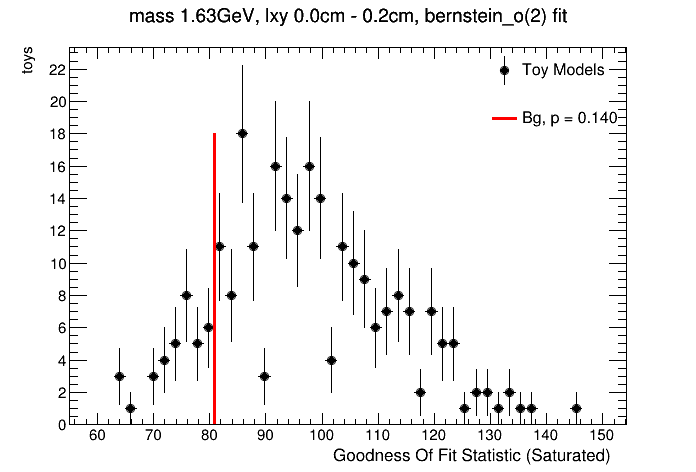 mass 1.63GeV, lxy 0.0cm - 0.2cm, bernstein_o(2) fit
toys
Toy Models
Bg, p = 0.140
22
20
18
16
14
12
10
8
6
4
2
0
60 70 80 90 100 110 120 130 140 150
Goodness Of Fit Statistic (Saturated)